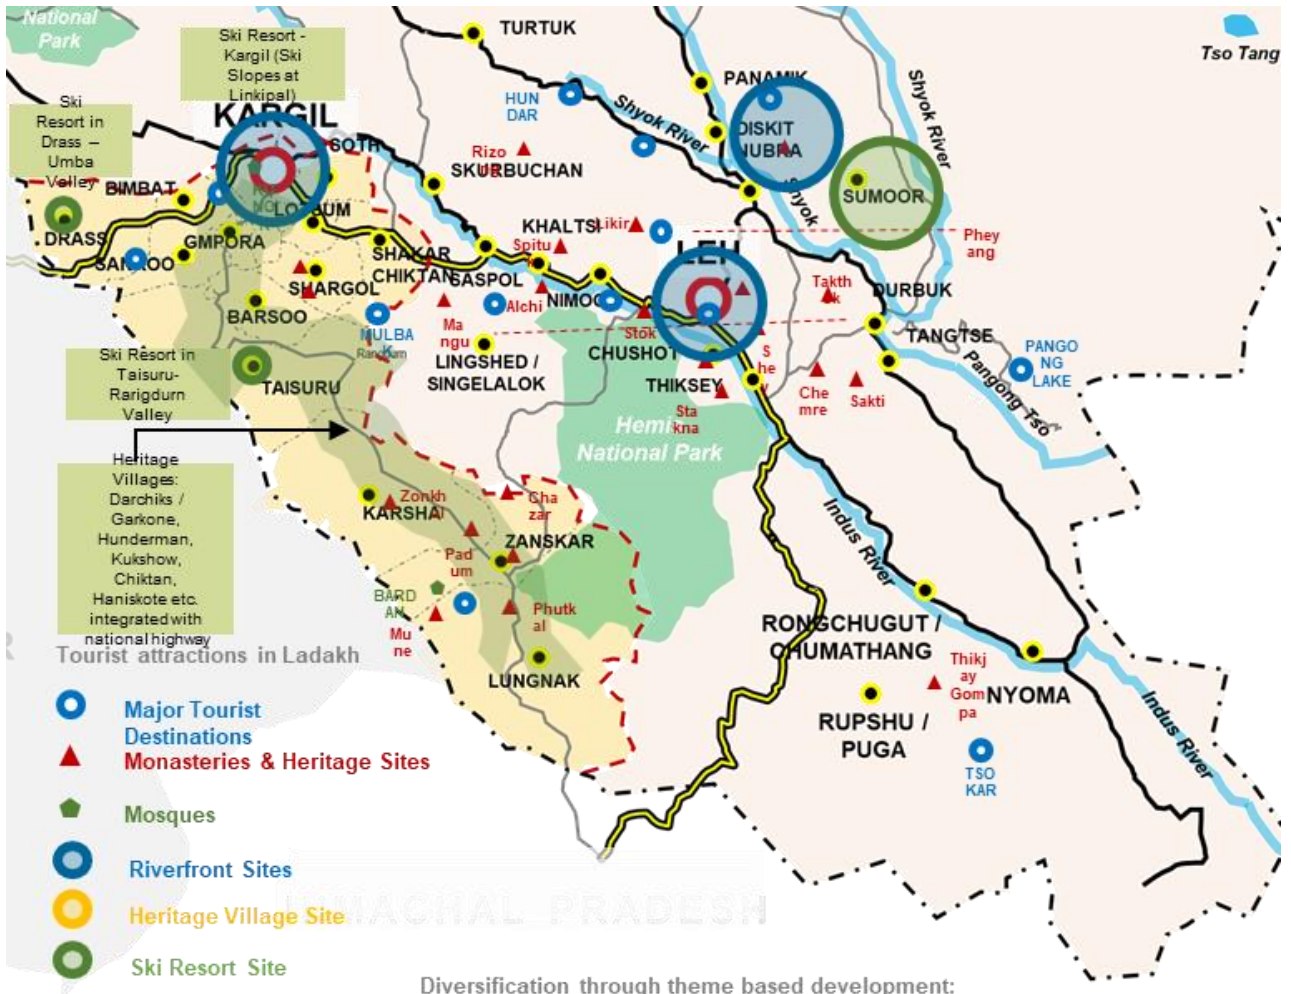 National
Park
Ski Resort -
Kargil (Ski
Slopes at
Linkipal)
KARGIL
Ski
Resort in
Drass –
Umba
Valley
TURTUK
PANAMIK
Tso Tang
HUN
DAR
Shyok River
Shyok River
DISKIT
NUBRA
SOTH
Rizo
SKURBUCHAN
BIMBAT
SUMOOR
Shyok
DRASS
GMPORA
KHALTSI
Likir
LEH
Phey
ang
SHAKAR
CHIKTAN
Spitu
SASPOL
SHARGOL
Alchi
NIMOO
Takth
DURBUK
BARSOO
MULBA
K
Rangdum
Ma
ngu
Stok
TANGTSE
LINGSHED /
SINGELALOK
CHUSHOT
S
he
y
PANGO
NG
LAKE
Pangong Tso
Ski Resort in
Taisuru-
Rarigdurn
Valley
TAISURU
THIKSEY
Che
mre
Sakti
Sta
kna
Hemis
National Park
Heritage
Villages:
Darchiks /
Garkone,
Hunderman,
Kukshow,
Chiktan,
Haniskote etc.
integrated with
national highway
Zonkh
ul
KARSHA
Cha
zar
ZANSKAR
Pad
um
Indus River
BARD
AN
Mu
ne
Phutk
al
RONGCHUGUT /
CHUMATHANG
LUNGNAK
Thikj
ay
Gom
pa
NYOMA
RUPSHU /
PUGA
TSO
KAR
Indus River
Tourist attractions in Ladakh
Major Tourist
Destinations
Monasteries & Heritage Sites
Mosques
Riverfront Sites
Heritage Village Site
Ski Resort Site
HIMACHAL PRADESH
Diversification through theme based development: